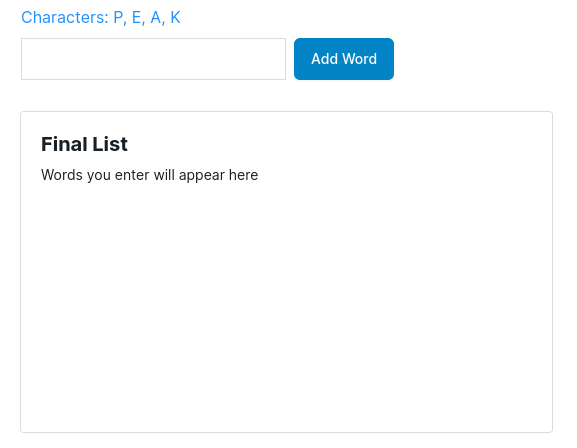 Characters: P, E, A, K
Add Word
Final List
Words you enter will appear here